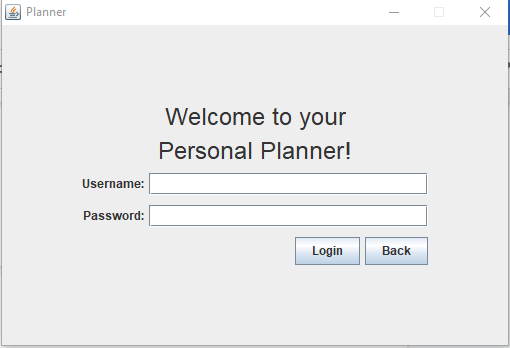 Planner
Welcome to your
Personal Planner!
Username:
Password:
Login Back